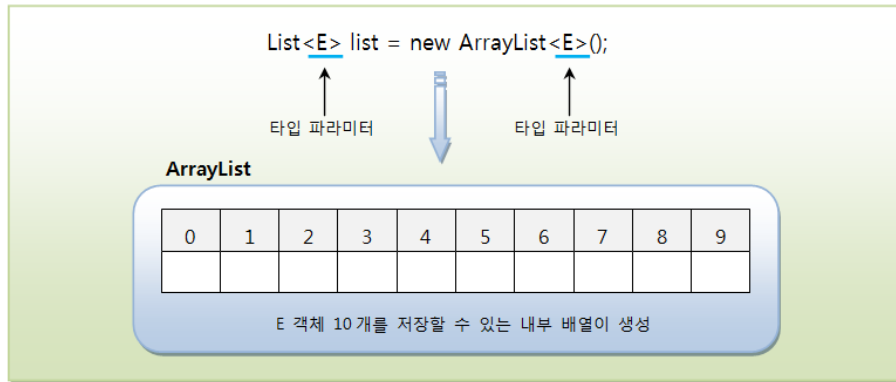 List<E> list = new ArrayList<E>();
타입 파라미터 타입 파라미터
ArrayList
0 1 2 3 4 5 6 7 8 9
E 객체 10개를 저장할 수 있는 내부 배열이 생성